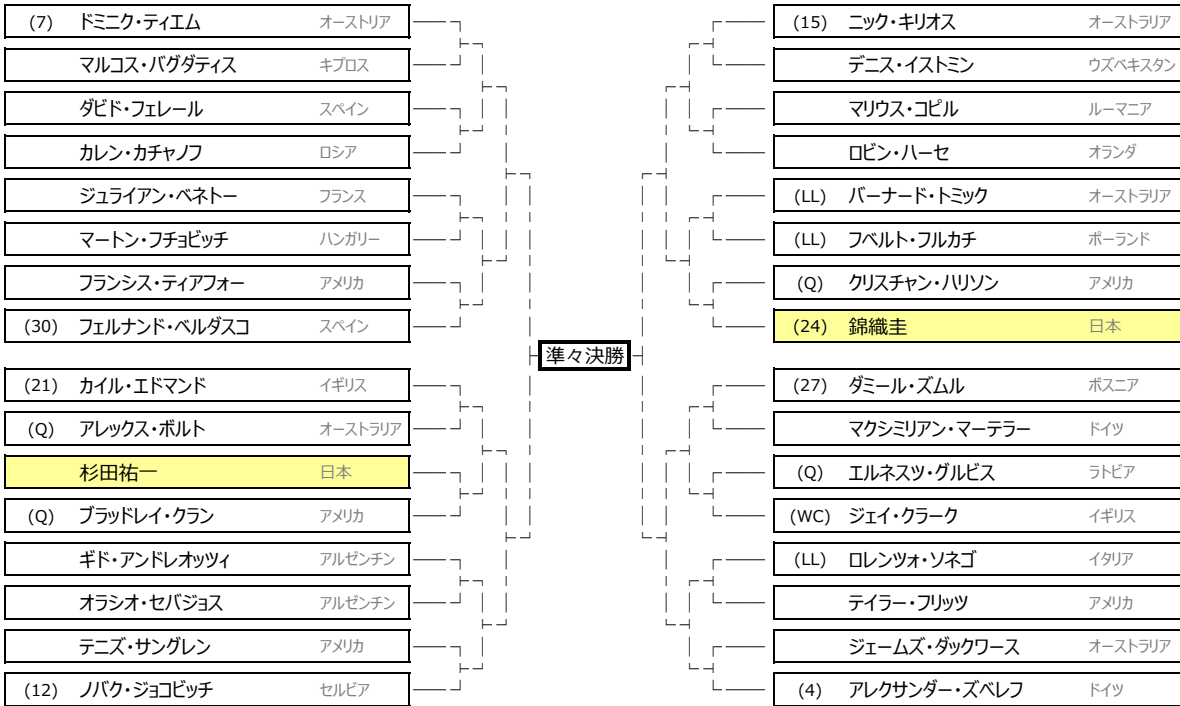 (7) ドミニク・ティエム オーストリア
マルコス・バグダティス キプロス
ダビド・フェレール スペイン
カレン・カチャノフ ロシア
ジュライアン・ベネトー フランス
マートン・フチョビッチ ハンガリー
フランシス・ティアフォー アメリカ
(30) フェルナンド・ベルダスコ スペイン
(21) カイル・エドマンド イギリス
(Q) アレックス・ボルト オーストラリア
杉田祐一 日本
(Q) ブラッドレイ・クラン アメリカ
ギド・アンドレオッツィ アルゼンチン
オラシオ・セバジョス アルゼンチン
テニズ・サングレン アメリカ
(12) ノバク・ジョコビッチ セルビア
準々決勝
(15) ニック・キリオス オーストラリア
デニス・イストミン ウズベキスタン
マリウス・コピル ルーマニア
ロビン・ハーセ オランダ
(LL) バーナード・トミック オーストラリア
(LL) フベルト・フルカチ ポーランド
(Q) クリスチャン・ハリソン アメリカ
(24) 錦織圭 日本
(27) ダミール・ズムル ボスニア
マクシミリアン・マーテラー ドイツ
(Q) エルネスツ・グルビス ラトビア
(WC) ジェイ・クラーク イギリス
(LL) ロレンツォ・ソネゴ イタリア
テイラー・フリッツ アメリカ
ジェームズ・ダックワース オーストラリア
(4) アレクサンダー・ズベレフ ドイツ